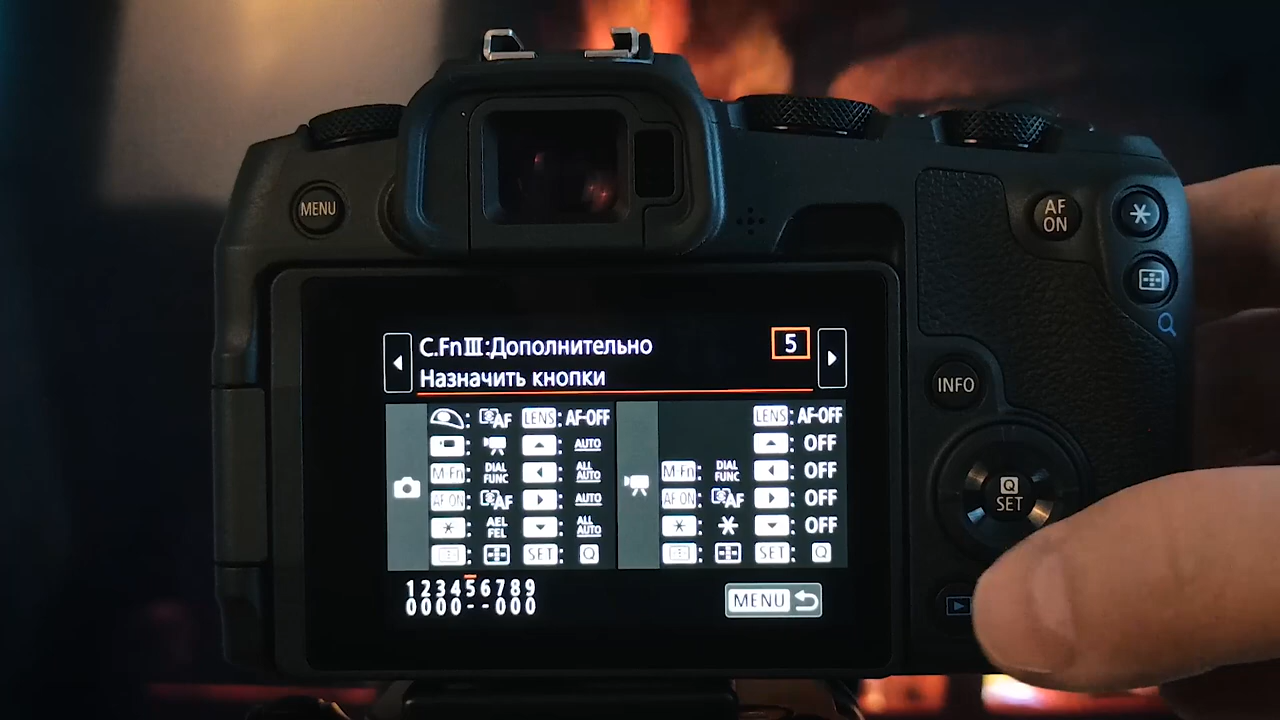 MENU
AF
ON
INFO
Q
SET
C.Fn III:Дополнительно 5
Назначить кнопки
AF LENS: AF-OFF
AUTO
M-Fn: DIAL FUNC ALL AUTO
AF ON: AF AUTO
AEL FEL ALL AUTO
SET: Q
LENS: AF-OFF
OFF
M-Fn: DIAL FUNC OFF
AF ON: AF OFF
OFF
SET: Q
123456789
0000--000
MENU